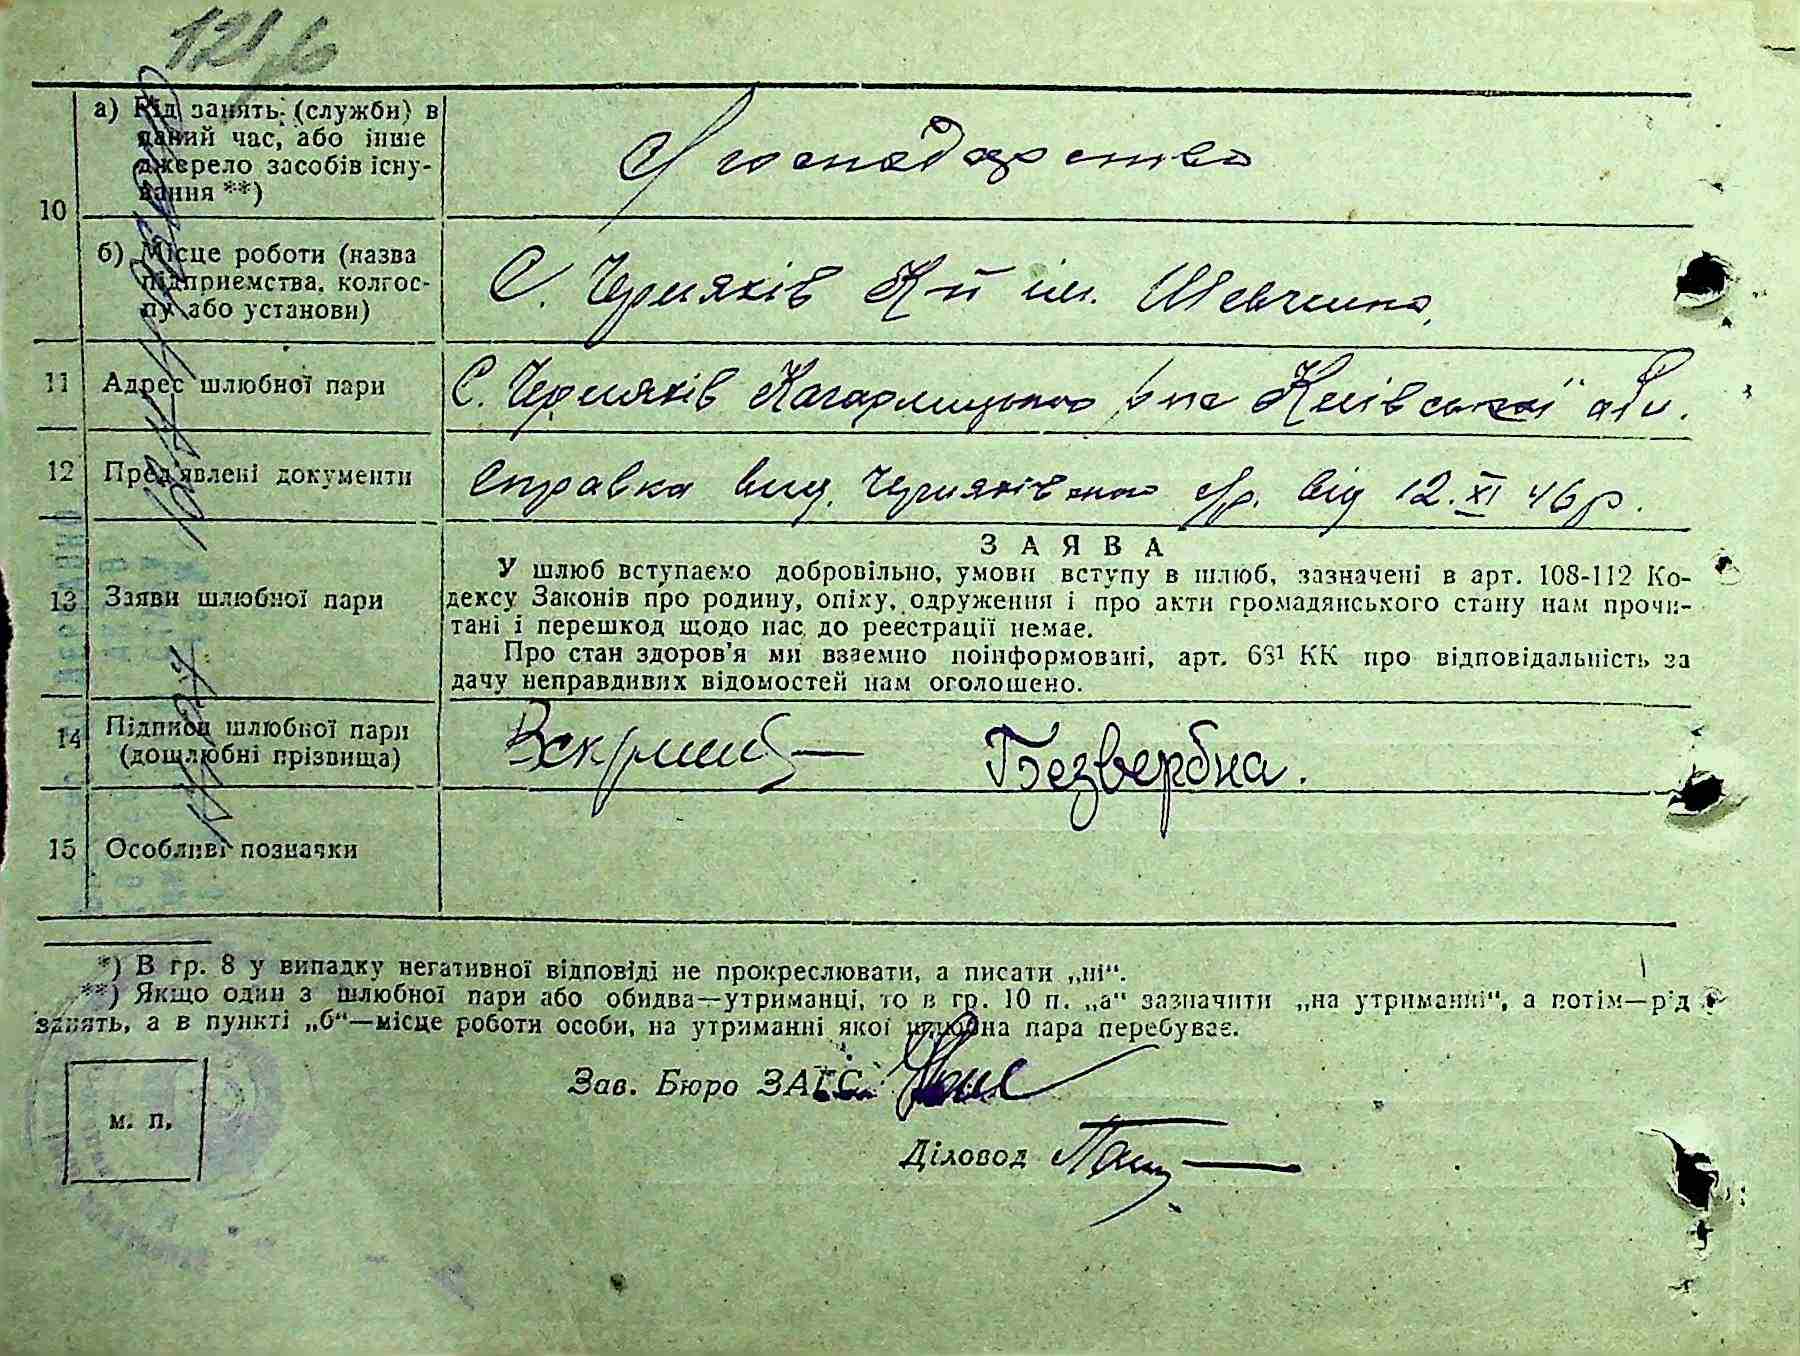 121
10
а) Рід занять (служби) в
даний час, або інше
джерело засобів існу-
вання **)
С/господарство
б) Місце роботи (назва
підприємства, колгос-
пу або установи)
С. Черняхів К-п ім. Шевченка,
11 Адрес шлюбної пари
С. Черняхів Кагарлицького р-на Київської обл.
12 Пред'явлені документи
Справка вид. Черняхівською с/р. від 12. XI 46 р.
13 Заяви шлюбної пари
ЗАЯВА
У шлюб вступаємо добровільно, умови вступу в шлюб, зазначені в арт. 108-112 Ко-
дексу Законів про родину, опіку, одруження і про акти громадянського стану нам прочи-
тані і перешкод щодо нас до реєстрації немає.
Про стан здоров'я ми взаємно поінформовані, арт. 68¹ КК про відповідальність за
дачу неправдивих відомостей нам оголошено.
14 Підписи шлюбної пари
(дошлюбні прізвища)
Безвербна.
15 Особливі позначки
*) В гр. 8 у випадку негативної відповіді не прокреслювати, а писати „ні“.
**) Якщо один з шлюбної пари або обидва—утриманці, то в гр. 10 п. „а“ зазначити „на утриманні“, а потім—рід
занять, а в пункті „б“—місце роботи особи, на утриманні якої шлюбна пара перебуває.
Зав. Бюро ЗАГС
Діловод
м. п.